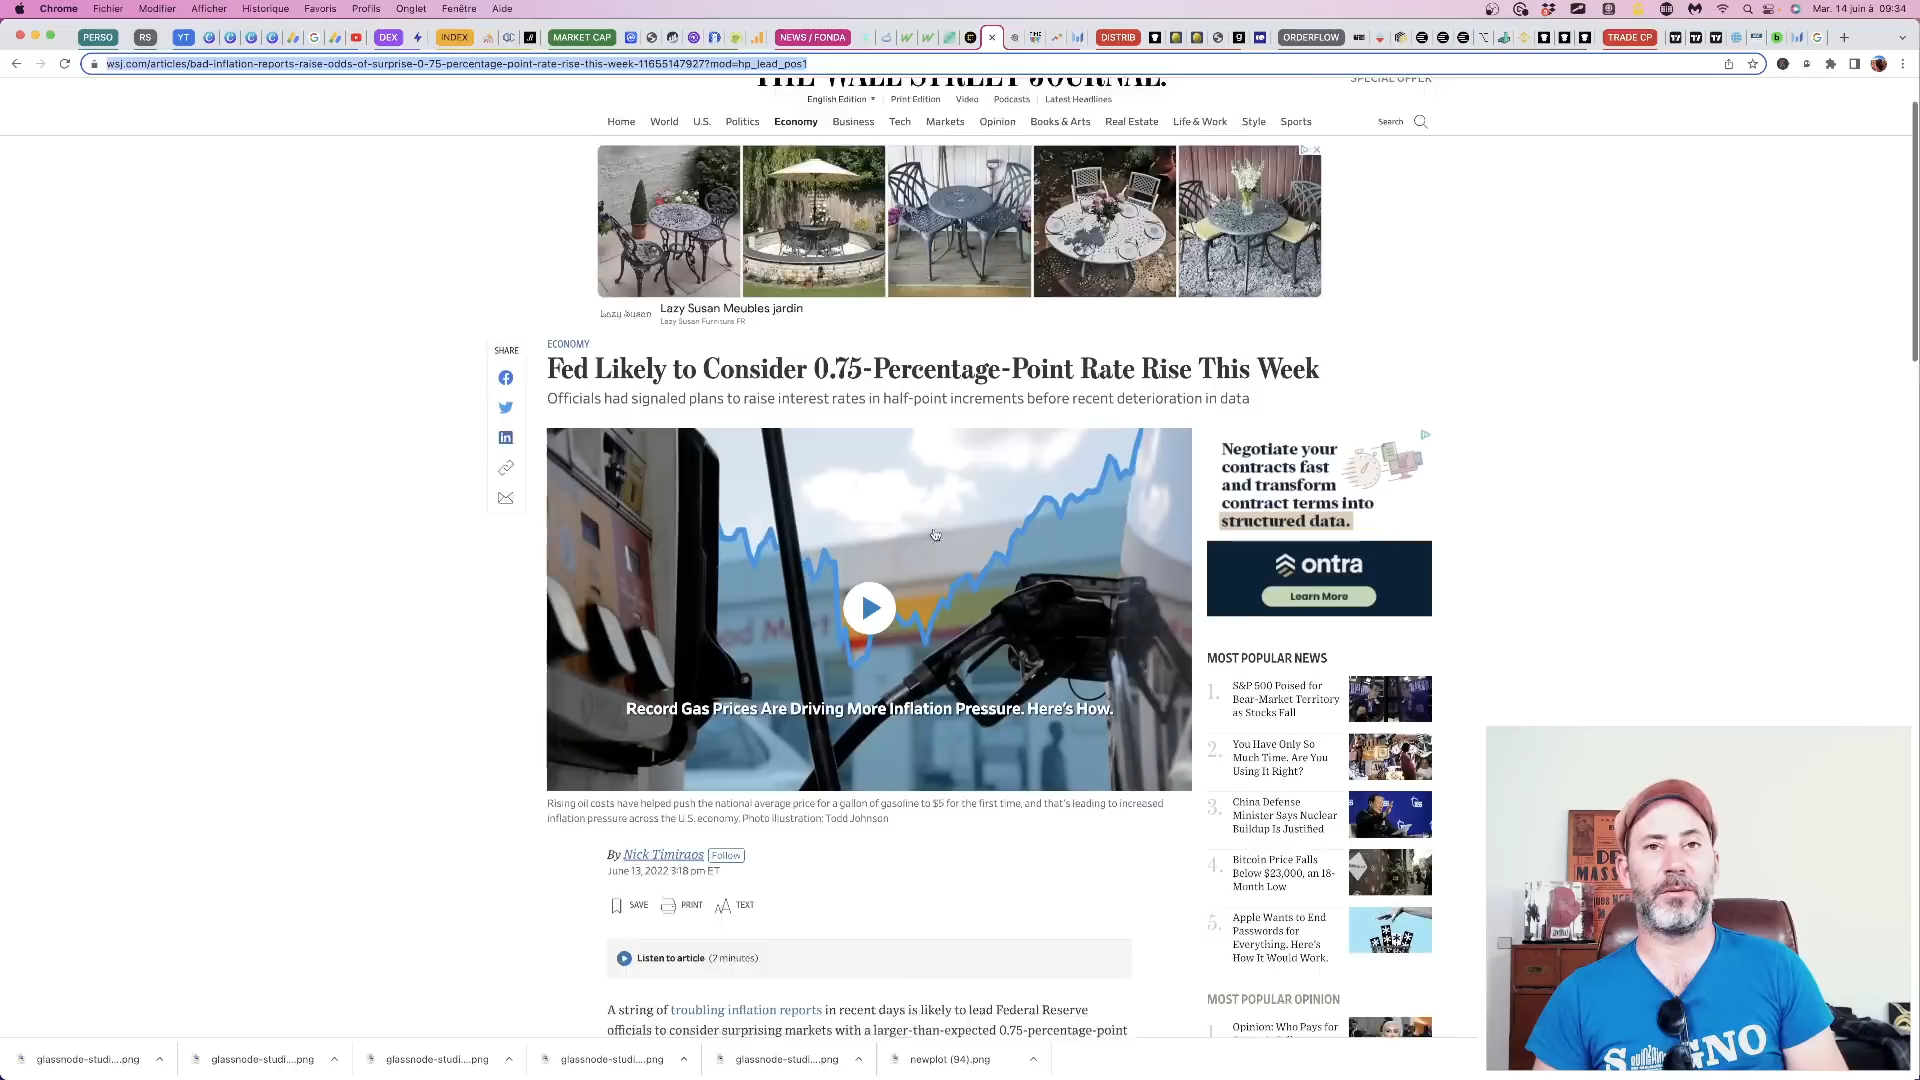 Chrome Fichier Modifier Afficher Historique Favoris Profils Onglet Fenêtre Aide Mar. 14 juin à 09:34
PERSO RS YT DEX INDEX MARKET CAP NEWS / FONDA DISTRIB ORDERFLOW TRADE CP
wsj.com/articles/bad-inflation-reports-raise-odds-of-surprise-0-75-percentage-point-rate-rise-this-week-11655147927?mod=hp_lead_pos1
THE WALL STREET JOURNAL.
SPECIAL OFFER
English Edition Print Edition Video Podcasts Latest Headlines
Home World U.S. Politics Economy Business Tech Markets Opinion Books & Arts Real Estate Life & Work Style Sports Search
Lazy Susan
Lazy Susan Meubles jardin
Lazy Susan Furniture FR
SHARE
ECONOMY
Fed Likely to Consider 0.75-Percentage-Point Rate Rise This Week
Officials had signaled plans to raise interest rates in half-point increments before recent deterioration in data
Record Gas Prices Are Driving More Inflation Pressure. Here's How.
Rising oil costs have helped push the national average price for a gallon of gasoline to $5 for the first time, and that's leading to increased
inflation pressure across the U.S. economy. Photo illustration: Todd Johnson
By Nick Timiraos Follow
June 13, 2022 3:18 pm ET
SAVE PRINT TEXT
Listen to article (2 minutes)
A string of troubling inflation reports in recent days is likely to lead Federal Reserve
officials to consider surprising markets with a larger-than-expected 0.75-percentage-point
Negotiate your
contracts fast
and transform
contract terms into
structured data.
ontra
Learn More
MOST POPULAR NEWS
1. S&P 500 Poised for
Bear-Market Territory
as Stocks Fall
2. You Have Only So
Much Time. Are You
Using It Right?
3. China Defense
Minister Says Nuclear
Buildup Is Justified
4. Bitcoin Price Falls
Below $23,000, an 18-
Month Low
5. Apple Wants to End
Passwords for
Everything. Here's
How It Would Work.
MOST POPULAR OPINION
1. Opinion: Who Pays for
glassnode-studi....png glassnode-studi....png glassnode-studi....png glassnode-studi....png glassnode-studi....png newplot (94).png